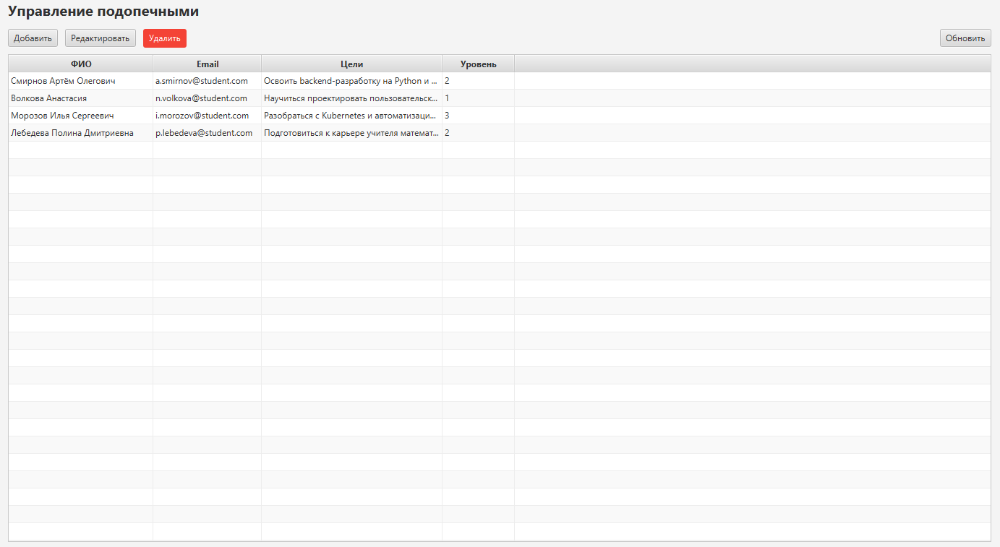 Управление подопечными
Добавить Редактировать Удалить Обновить
ФИО Email Цели Уровень
Смирнов Артём Олегович a.smirnov@student.com Освоить backend-разработку на Python и ... 2
Волкова Анастасия n.volkova@student.com Научиться проектировать пользовательск... 1
Морозов Илья Сергеевич i.morozov@student.com Разобраться с Kubernetes и автоматизаци... 3
Лебедева Полина Дмитриевна p.lebedeva@student.com Подготовиться к карьере учителя математ... 2